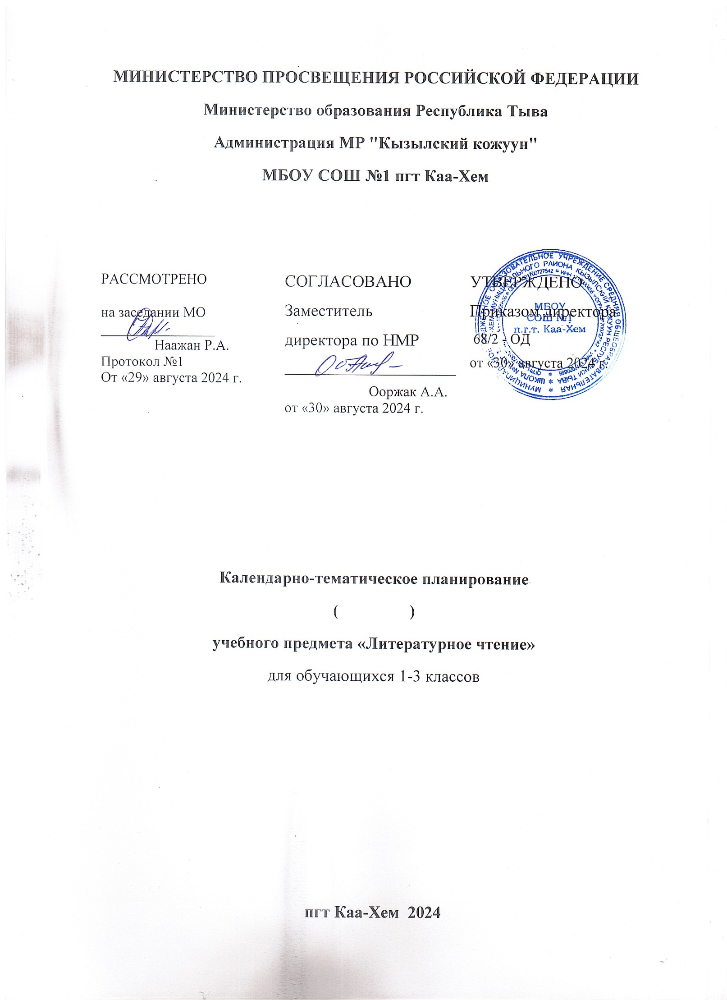 МИНИСТЕРСТВО ПРОСВЕЩЕНИЯ РОССИЙСКОЙ ФЕДЕРАЦИИ
Министерство образования Республика Тыва
Администрация МР "Кызылский кожуун"
МБОУ СОШ №1 пгт Каа-Хем
РАССМОТРЕНО
на заседании МО
Наажан Р.А.
Протокол №1
От «29» августа 2024 г.
СОГЛАСОВАНО
Заместитель
директора по НМР
Ооржак А.А.
от «30» августа 2024 г.
УТВЕРЖДЕНО
Приказом директора
68/2 - ОД
от «30» августа 2024 г.
МБОУ
СОШ №1
п.г.т. Каа-Хем
Календарно-тематическое планирование
( )
учебного предмета «Литературное чтение»
для обучающихся 1-3 классов
пгт Каа-Хем 2024